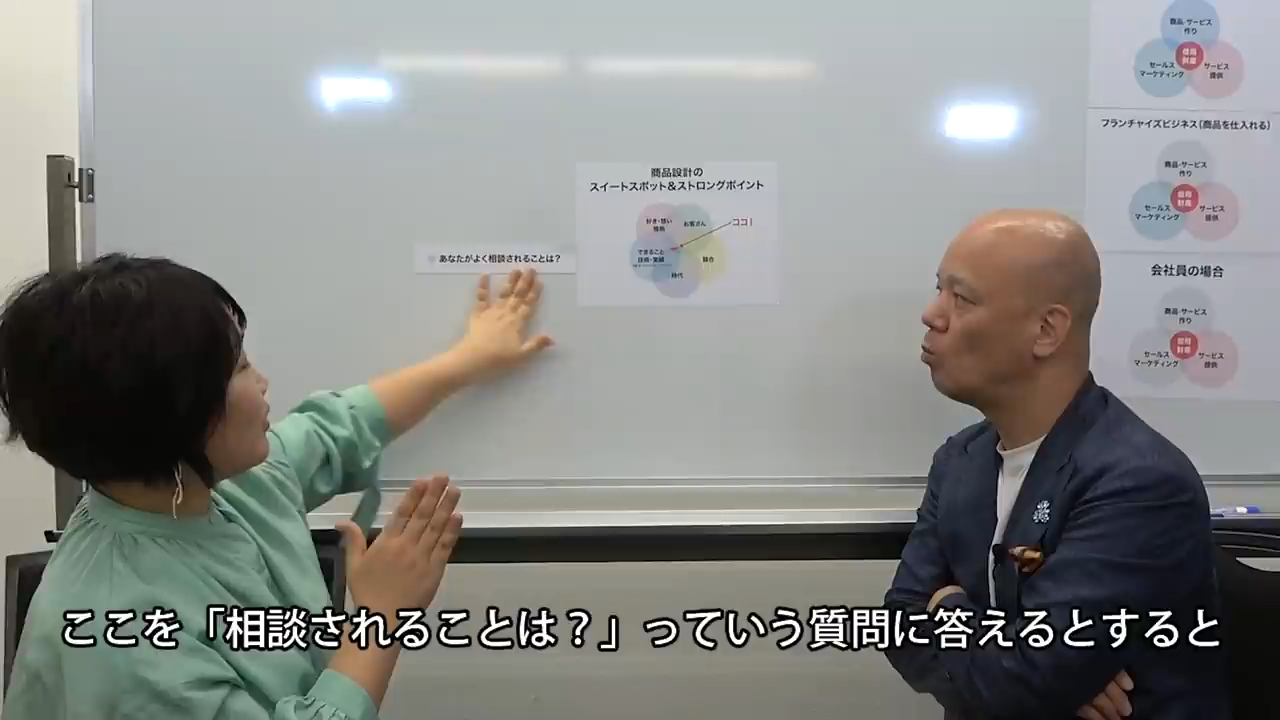 商品設計の
スイートスポット&ストロングポイント
好き・想い
情熱
お客さん
ココ!
できること
技術・実績
競合
時代
あなたがよく相談されることは?
商品・サービス
作り
セールス
マーケティング
信用
財産
サービス
提供
フランチャイズビジネス(商品を仕入れる)
商品・サービス
作り
セールス
マーケティング
信用
財産
サービス
提供
会社員の場合
商品・サービス
作り
セールス
マーケティング
信用
財産
サービス
提供
ここを「相談されることは?」っていう質問に答えるとすると